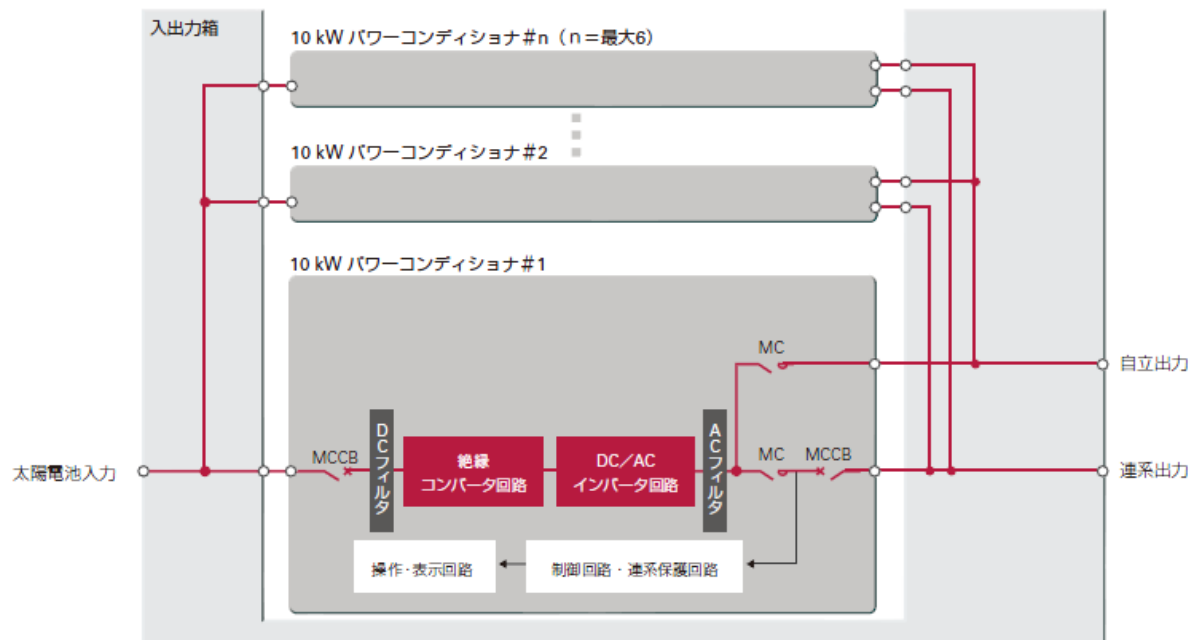 入出力箱
10 kW パワーコンディショナ#n（n=最大6）
10 kW パワーコンディショナ#2
10 kW パワーコンディショナ#1
MC
自立出力
太陽電池入力
MCCB
DCフィルタ
絶縁
コンバータ回路
DC／AC
インバータ回路
ACフィルタ
MC
MCCB
連系出力
操作・表示回路
制御回路・連系保護回路